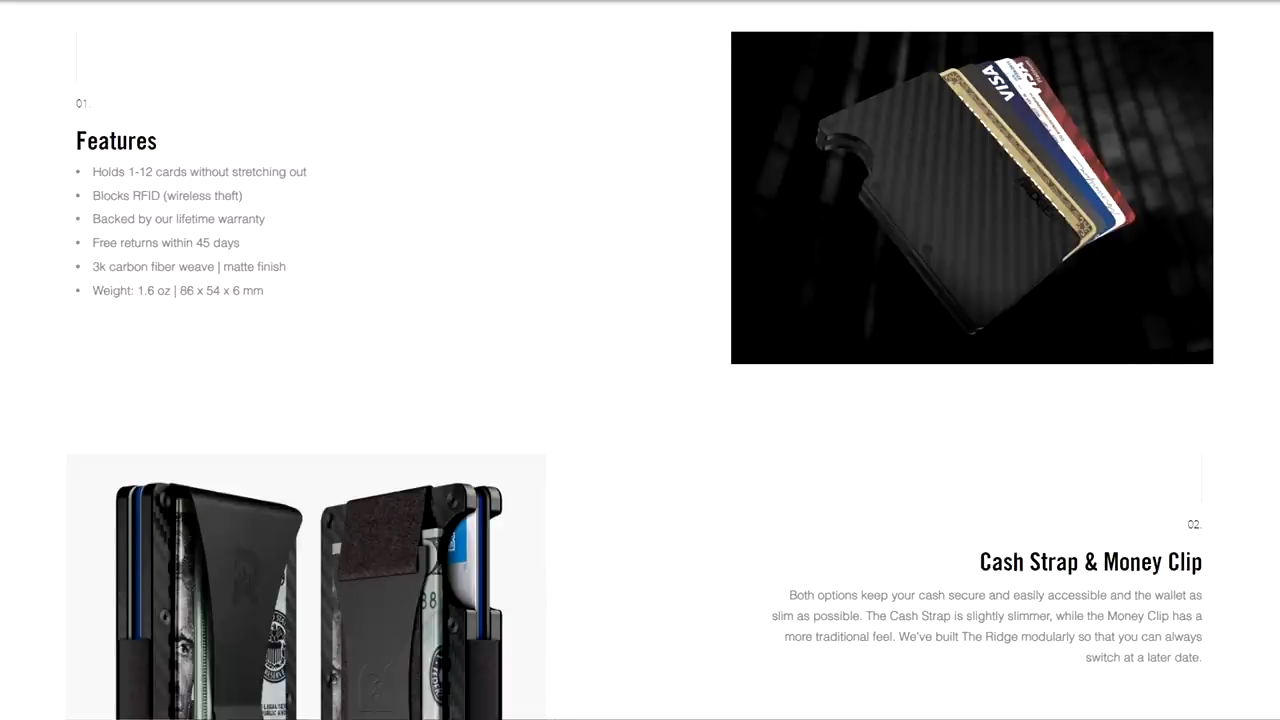 01.
Features
• Holds 1-12 cards without stretching out
• Blocks RFID (wireless theft)
• Backed by our lifetime warranty
• Free returns within 45 days
• 3k carbon fiber weave | matte finish
• Weight: 1.6 oz | 86 x 54 x 6 mm
VISA
VISA
02.
Cash Strap & Money Clip
Both options keep your cash secure and easily accessible and the wallet as
slim as possible. The Cash Strap is slightly slimmer, while the Money Clip has a
more traditional feel. We've built The Ridge modularly so that you can always
switch at a later date.